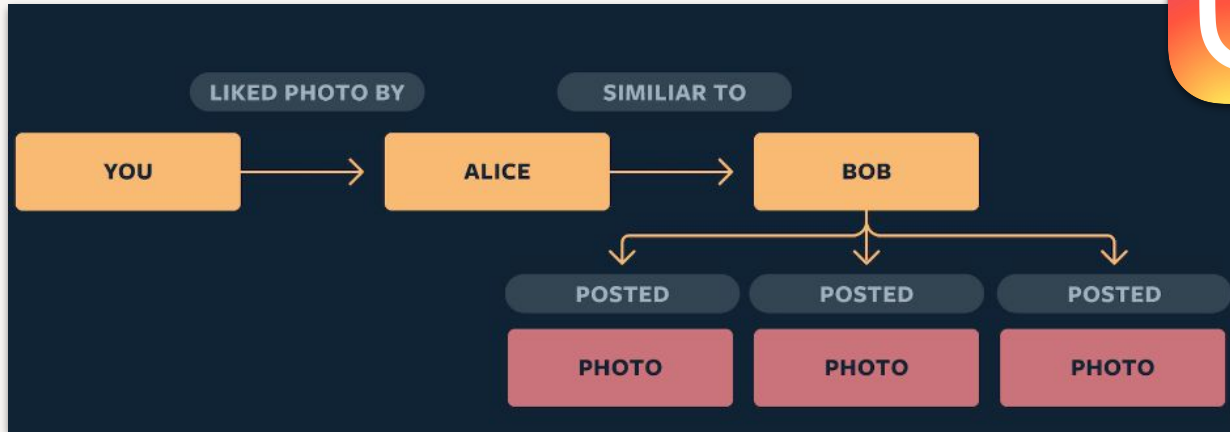 LIKED PHOTO BY SIMILIAR TO
YOU ALICE BOB
POSTED POSTED POSTED
PHOTO PHOTO PHOTO